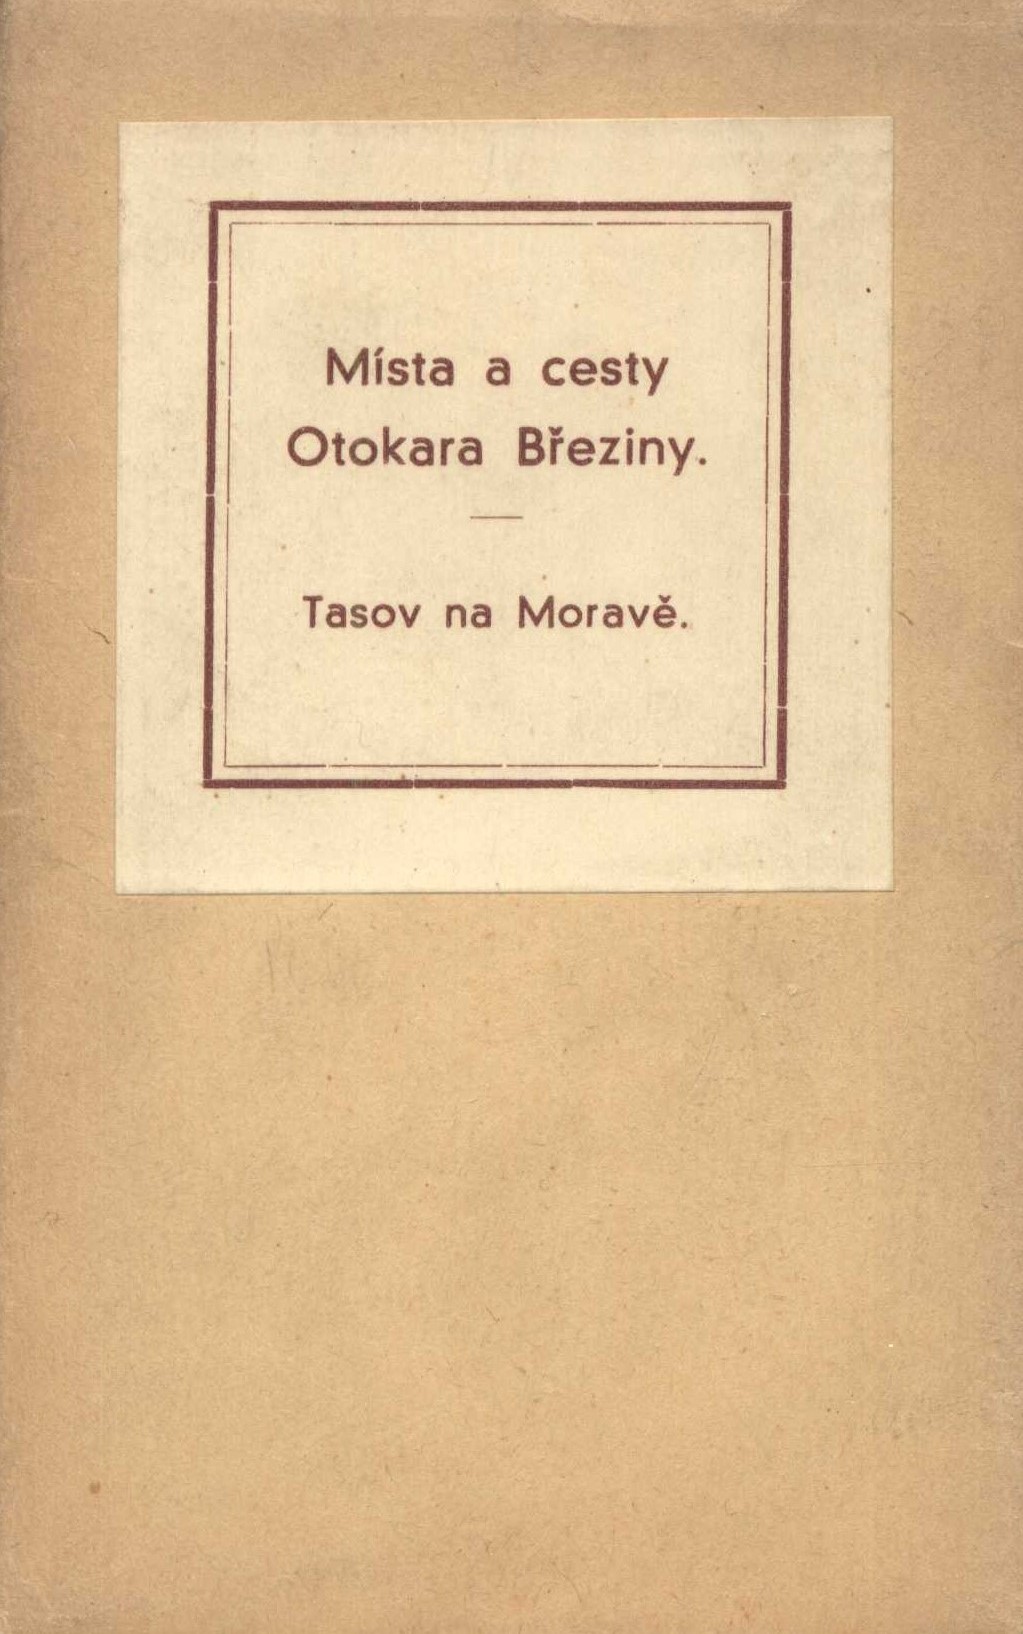 Místa a cesty
Otokara Březiny.
Tasov na Moravě.